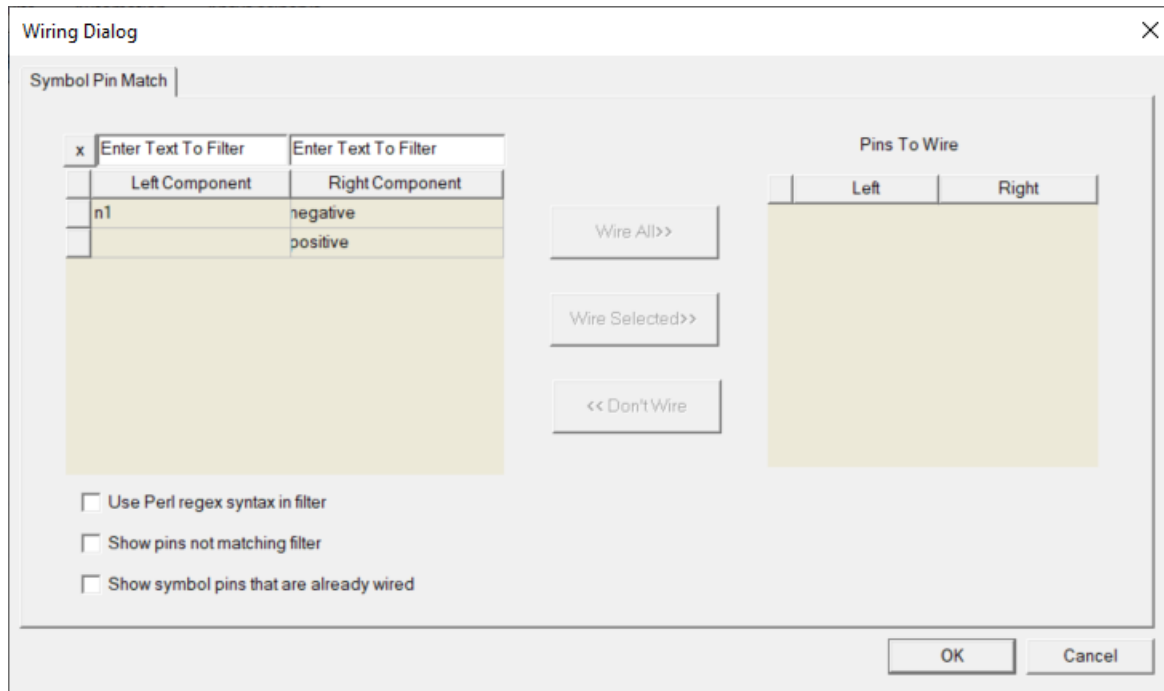 Wiring Dialog
Symbol Pin Match
x Enter Text To Filter Enter Text To Filter
Left Component Right Component
n1 negative
positive
Wire All>>
Wire Selected>>
<< Don't Wire
Pins To Wire
Left Right
Use Perl regex syntax in filter
Show pins not matching filter
Show symbol pins that are already wired
OK Cancel